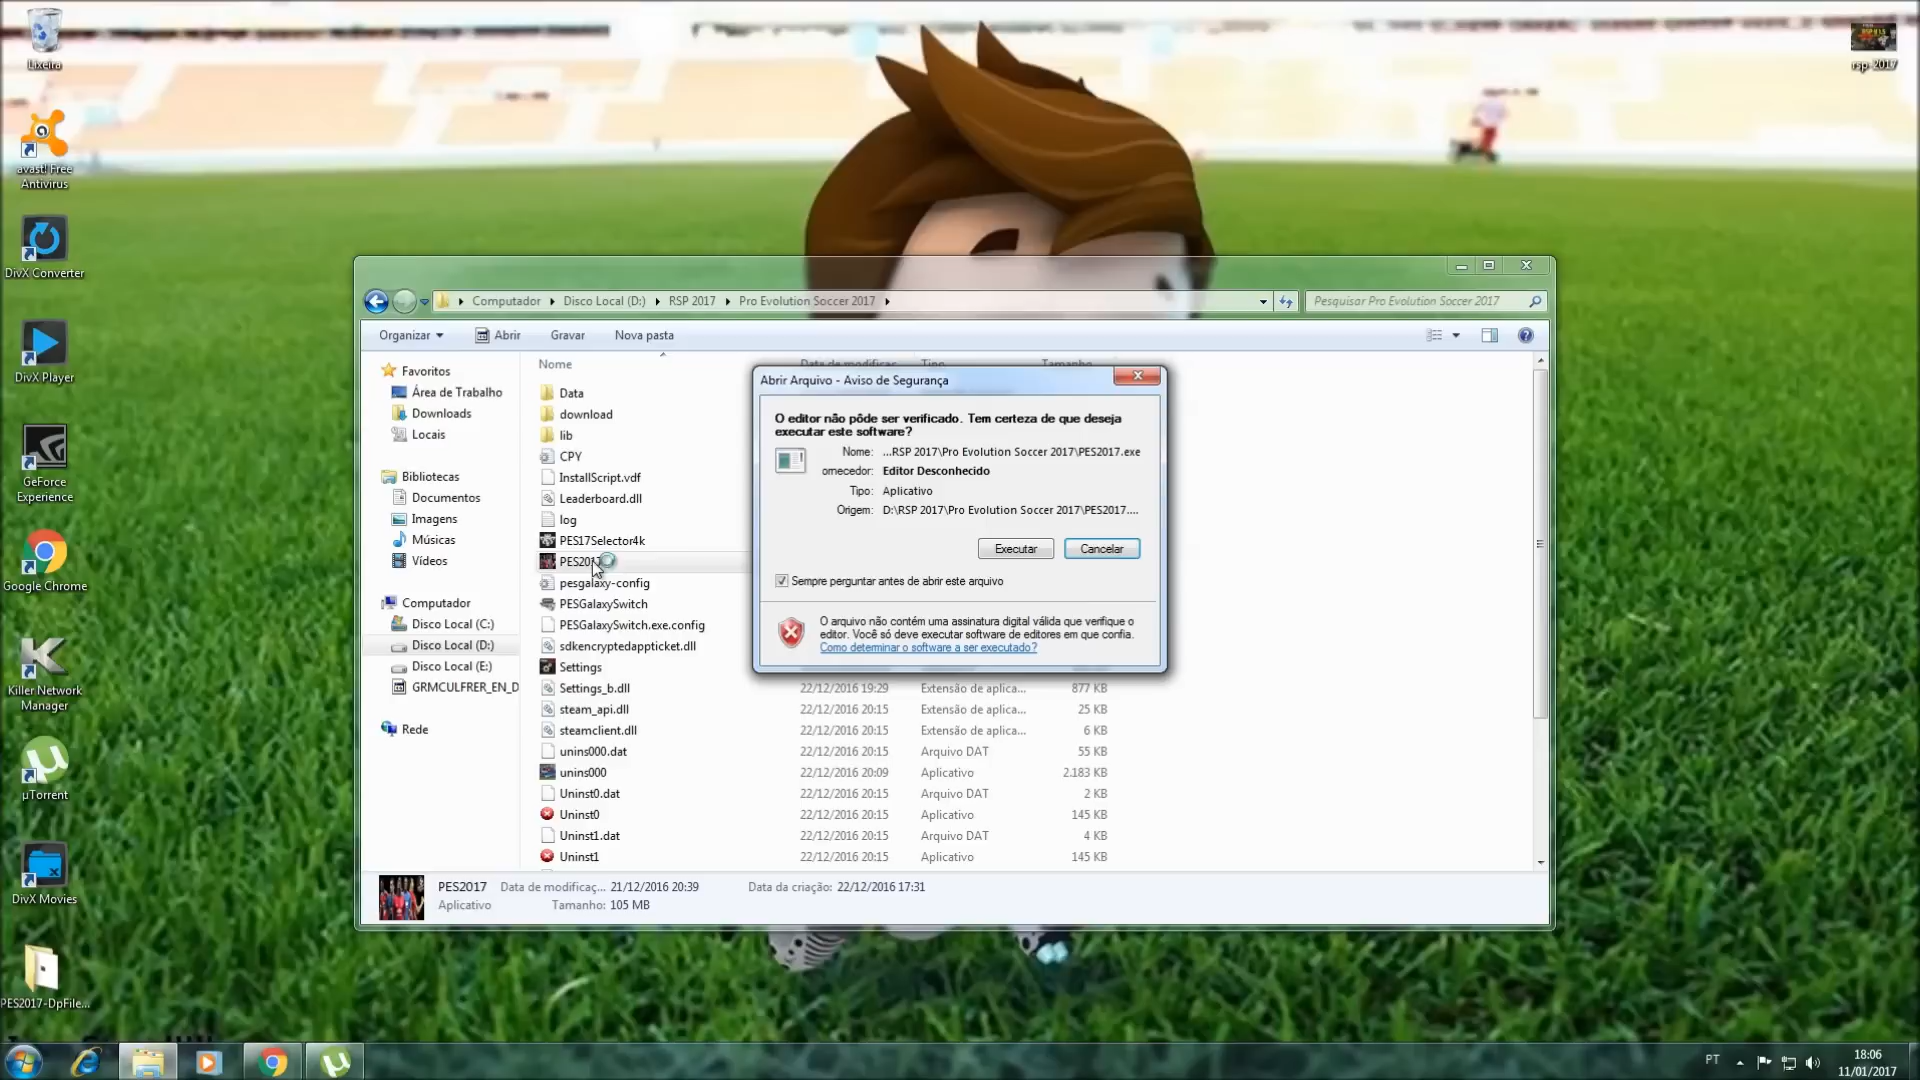 Lixeira
avast! Free
Antivirus
DivX Converter
DivX Player
GeForce
Experience
Google Chrome
Killer Network
Manager
µTorrent
DivX Movies
PES2017-DpFile...
rsp-2017
Computador
Disco Local (D:)
RSP 2017
Pro Evolution Soccer 2017
Pesquisar Pro Evolution Soccer 2017
Organizar
Abrir
Gravar
Nova pasta
Favoritos
Área de Trabalho
Downloads
Locais
Bibliotecas
Documentos
Imagens
Músicas
Vídeos
Computador
Disco Local (C:)
Disco Local (D:)
Disco Local (E:)
GRMCULFRER_EN_D
Rede
Nome
Data de modificaç...
Tipo
Tamanho
Data
download
lib
CPY
InstallScript.vdf
Leaderboard.dll
log
PES17Selector4k
PES2017
pesgalaxy-config
PESGalaxySwitch
PESGalaxySwitch.exe.config
sdkencryptedappticket.dll
Settings
Settings_b.dll 22/12/2016 19:29 Extensão de aplica... 877 KB
steam_api.dll 22/12/2016 20:15 Extensão de aplica... 25 KB
steamclient.dll 22/12/2016 20:15 Extensão de aplica... 6 KB
unins000.dat 22/12/2016 20:15 Arquivo DAT 55 KB
unins000 22/12/2016 20:09 Aplicativo 2.183 KB
Uninst0.dat 22/12/2016 20:15 Arquivo DAT 2 KB
Uninst0 22/12/2016 20:15 Aplicativo 145 KB
Uninst1.dat 22/12/2016 20:15 Arquivo DAT 4 KB
Uninst1 22/12/2016 20:15 Aplicativo 145 KB
Abrir Arquivo - Aviso de Segurança
O editor não pôde ser verificado. Tem certeza de que deseja
executar este software?
Nome: ...RSP 2017\Pro Evolution Soccer 2017\PES2017.exe
ornecedor: Editor Desconhecido
Tipo: Aplicativo
Origem: D:\RSP 2017\Pro Evolution Soccer 2017\PES2017....
Executar
Cancelar
Sempre perguntar antes de abrir este arquivo
O arquivo não contém uma assinatura digital válida que verifique o
editor. Você só deve executar software de editores em que confia.
Como determinar o software a ser executado?
PES2017 Data de modificaç... 21/12/2016 20:39 Data da criação: 22/12/2016 17:31
Aplicativo Tamanho: 105 MB
PT
18:06
11/01/2017